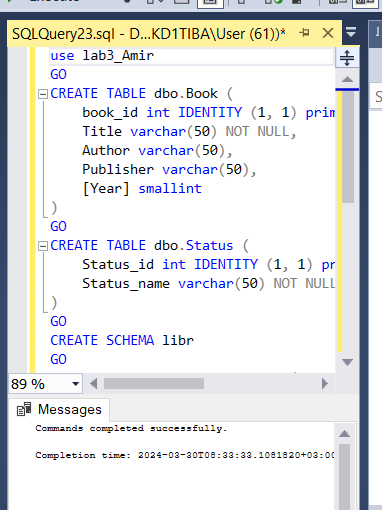 SQLQuery23.sql - D...KD1TIBA\User (61))*
use lab3_Amir
GO
CREATE TABLE dbo.Book (
book_id int IDENTITY (1, 1) prim
Title varchar(50) NOT NULL,
Author varchar(50),
Publisher varchar(50),
[Year] smallint
)
GO
CREATE TABLE dbo.Status (
Status_id int IDENTITY (1, 1) pr
Status_name varchar(50) NOT NULL
)
GO
CREATE SCHEMA libr
GO
89 %
Messages
Commands completed successfully.
Completion time: 2024-03-30T08:33:33.1081820+03:00